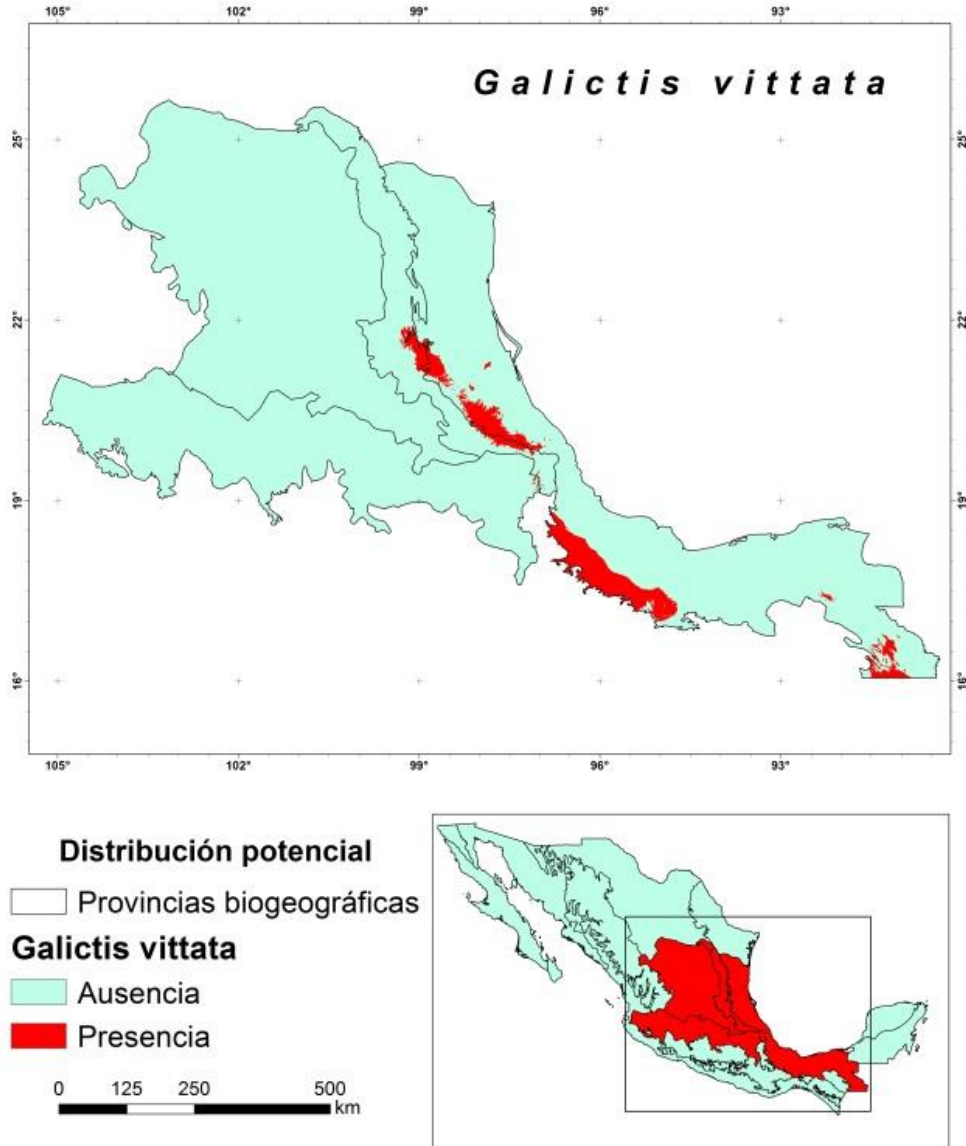 105° 102° 99° 96° 93°
Galictis vittata
25° 25°
22° 22°
19° 19°
16° 16°
105° 102° 99° 96° 93°
Distribución potencial
Provincias biogeográficas
Galictis vittata
Ausencia
Presencia
0 125 250 500
km